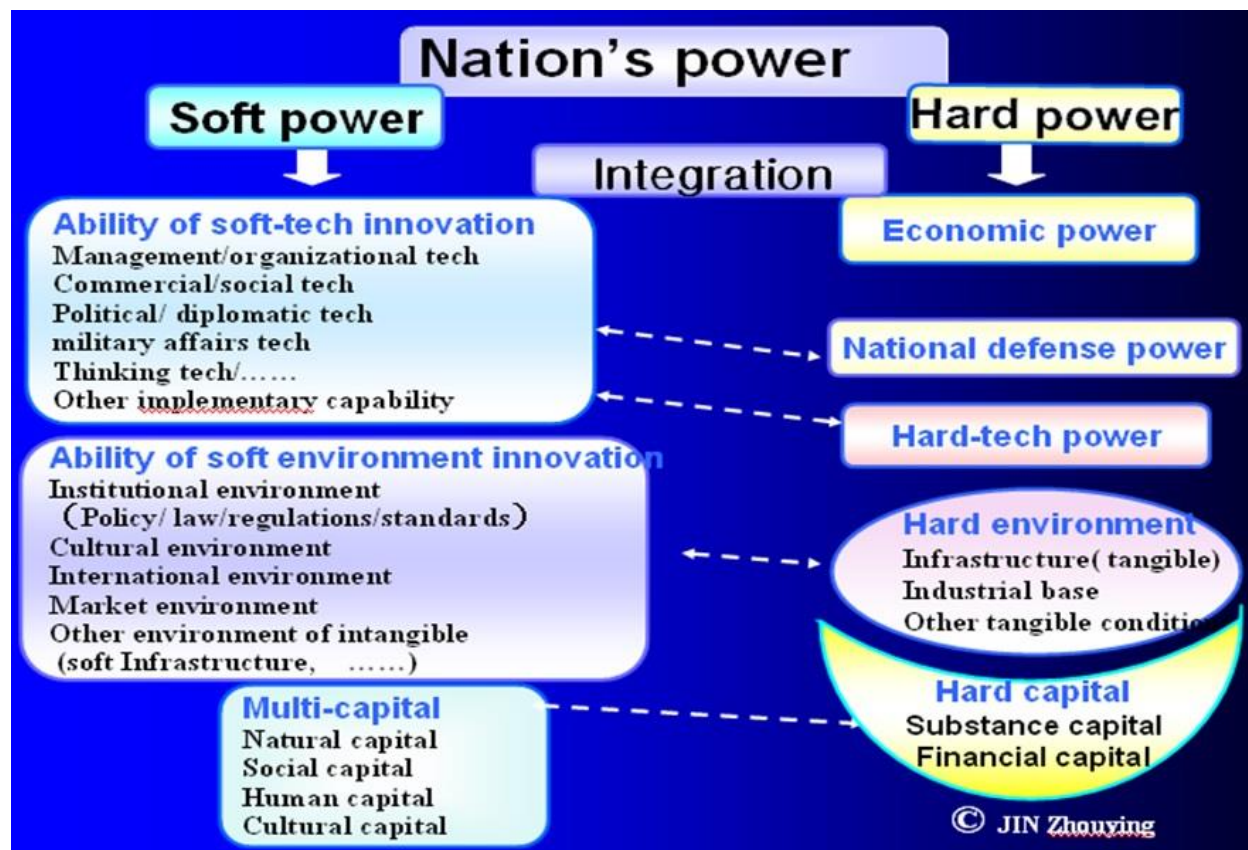 Nation's power
Soft power
Hard power
Integration
Ability of soft-tech innovation
Management/organizational tech
Commercial/social tech
Political/ diplomatic tech
military affairs tech
Thinking tech/……
Other implementary capability
Ability of soft environment innovation
Institutional environment
（Policy/ law/regulations/standards）
Cultural environment
International environment
Market environment
Other environment of intangible
(soft Infrastructure, ……)
Multi-capital
Natural capital
Social capital
Human capital
Cultural capital
Economic power
National defense power
Hard-tech power
Hard environment
Infrastructure( tangible)
Industrial base
Other tangible conditio
Hard capital
Substance capital
Financial capital
© JIN Zhouying